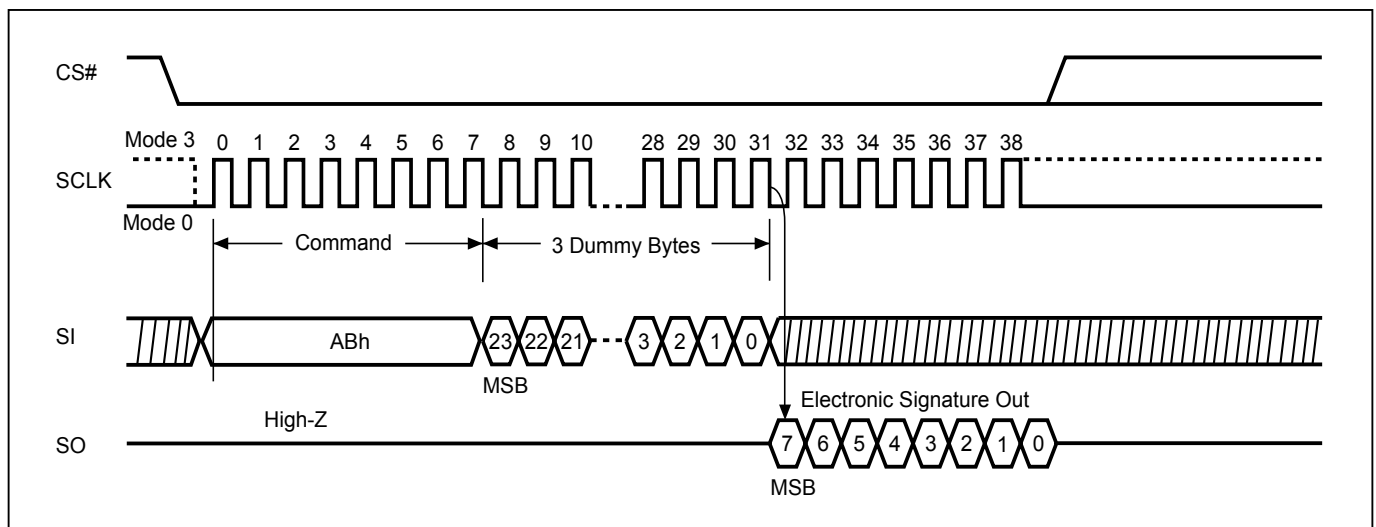 CS#
Mode 3
0 1 2 3 4 5 6 7 8 9 10 28 29 30 31 32 33 34 35 36 37 38
SCLK
Mode 0
Command
3 Dummy Bytes
SI
ABh
23 22 21 3 2 1 0
MSB
Electronic Signature Out
High-Z
SO
7 6 5 4 3 2 1 0
MSB